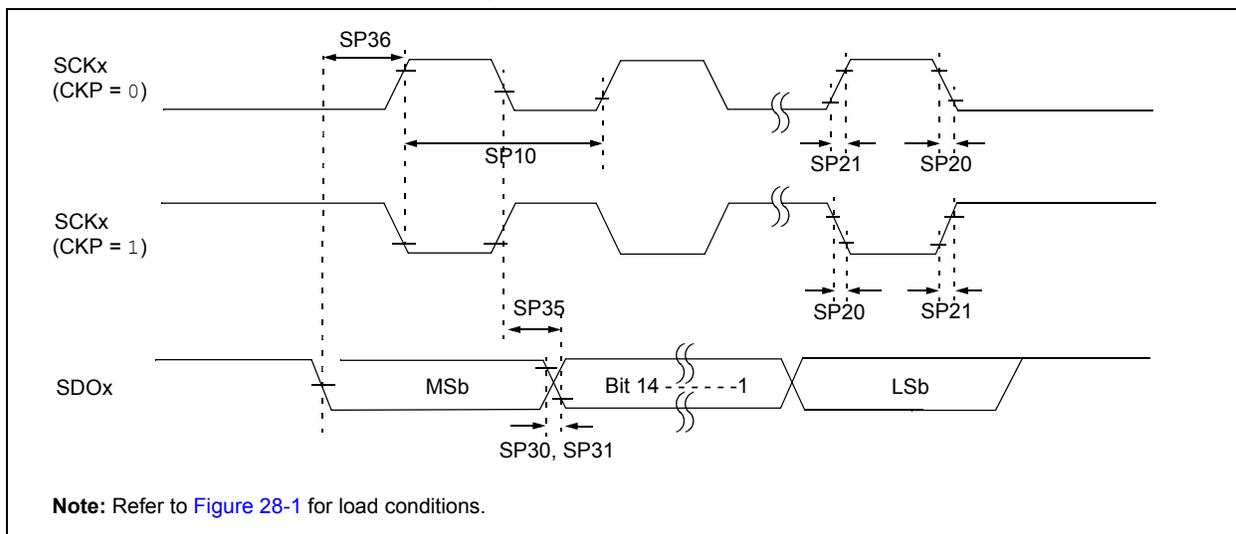 SP36
SCKx
(CKP = 0)
SP10
SP21
SP20
SCKx
(CKP = 1)
SP20
SP21
SP35
SDOx
MSb
Bit 14 - - - - - - -1
LSb
SP30, SP31
Note: Refer to Figure 28-1 for load conditions.